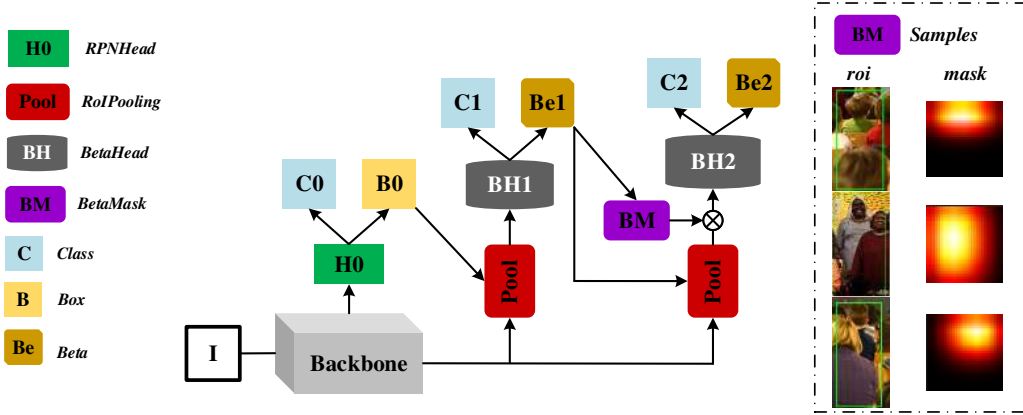 H0 RPNHead
Pool RoIPooling
BH BetaHead
BM BetaMask
C Class
B Box
Be Beta
I
Backbone
H0
C0
B0
Pool
BH1
C1
Be1
BM
Pool
BH2
C2
Be2
BM Samples
roi mask